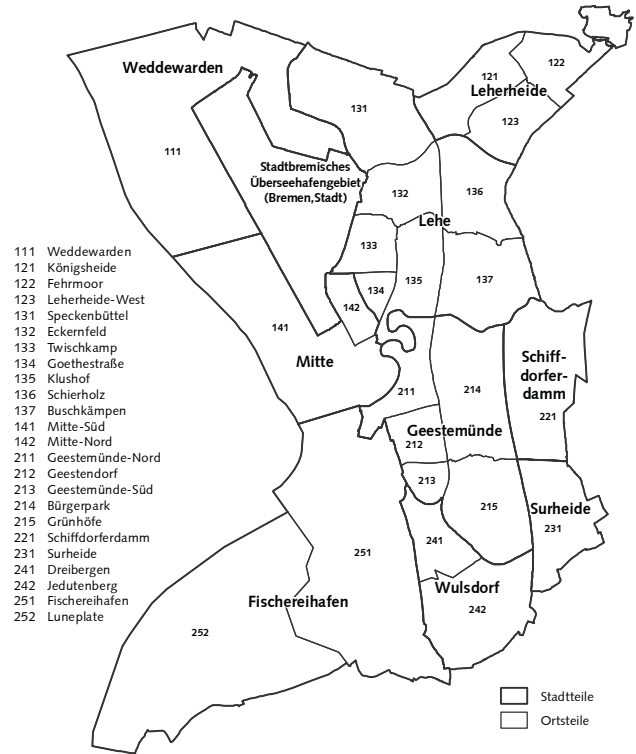 Weddewarden
121
122
Leherheide
123
131
111
Stadtbremisches
Überseehafengebiet
(Bremen,Stadt)
132
136
Lehe
133
135
137
134
142
141
Mitte
Schiff-
dorfer-
damm
221
211
214
Geestemünde
212
213
215
Surheide
231
241
251
Wulsdorf
242
Fischereihafen
252
111 Weddewarden
121 Königsheide
122 Fehrmoor
123 Leherheide-West
131 Speckenbüttel
132 Eckernfeld
133 Twischkamp
134 Goethestraße
135 Klushof
136 Schierholz
137 Buschkämpen
141 Mitte-Süd
142 Mitte-Nord
211 Geestemünde-Nord
212 Geestendorf
213 Geestemünde-Süd
214 Bürgerpark
215 Grünhöfe
221 Schiffdorferdamm
231 Surheide
241 Dreibergen
242 Jedutenberg
251 Fischereihafen
252 Luneplate
Stadtteile
Ortsteile